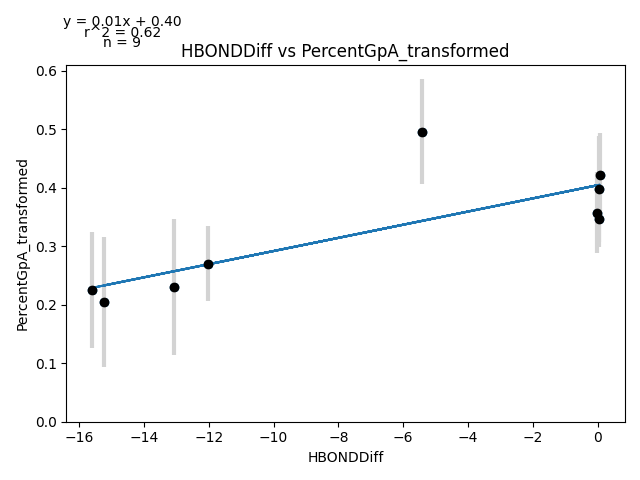 y = 0.01x + 0.40
r^2 = 0.62
n = 9
HBONDDiff vs PercentGpA_transformed
0.6
0.5
0.4
0.3
0.2
0.1
0.0
PercentGpA_transformed
−16 −14 −12 −10 −8 −6 −4 −2 0
HBONDDiff